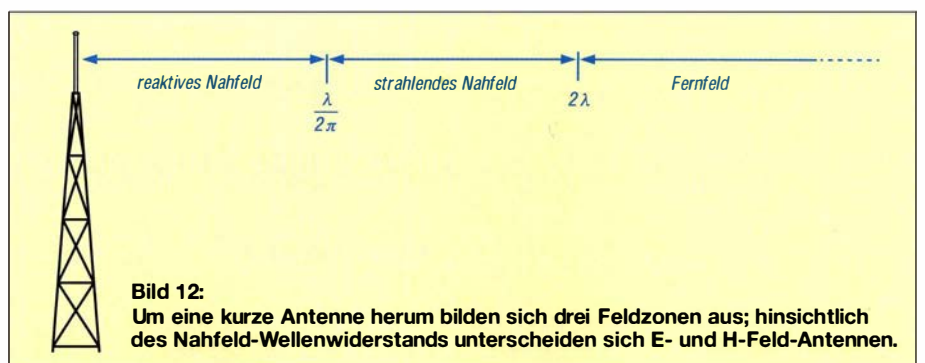 reaktives Nahfeld strahlendes Nahfeld Fernfeld
λ/2π 2λ
Bild 12:
Um eine kurze Antenne herum bilden sich drei Feldzonen aus; hinsichtlich
des Nahfeld-Wellenwiderstands unterscheiden sich E- und H-Feld-Antennen.